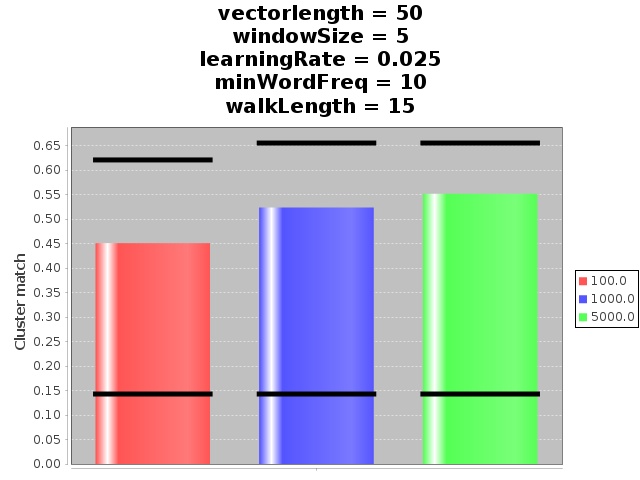 vectorlength = 50
windowSize = 5
learningRate = 0.025
minWordFreq = 10
walkLength = 15
0.65
0.60
0.55
0.50
0.45
0.40
0.35
0.30
0.25
0.20
0.15
0.10
0.05
0.00
Cluster match
100.0
1000.0
5000.0